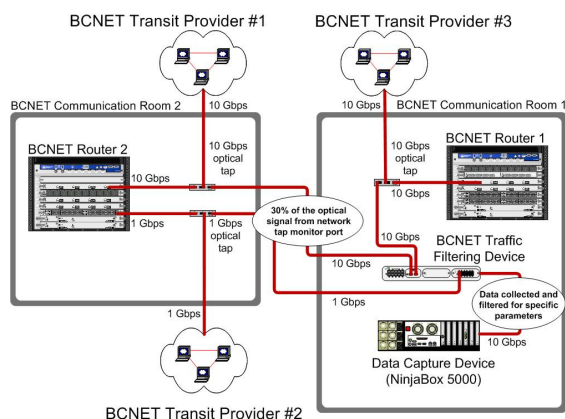 BCNET Transit Provider #1
BCNET Transit Provider #3
10 Gbps
10 Gbps
BCNET Communication Room 2
BCNET Communication Room 1
BCNET Router 2
10 Gbps
optical
tap
10 Gbps
optical
tap
BCNET Router 1
10 Gbps
10 Gbps
1 Gbps
1 Gbps
optical
tap
30% of the optical
signal from network
tap monitor port
10 Gbps
10 Gbps
BCNET Traffic
Filtering Device
1 Gbps
Data collected and
filtered for specific
parameters
1 Gbps
10 Gbps
Data Capture Device
(NinjaBox 5000)
BCNET Transit Provider #2